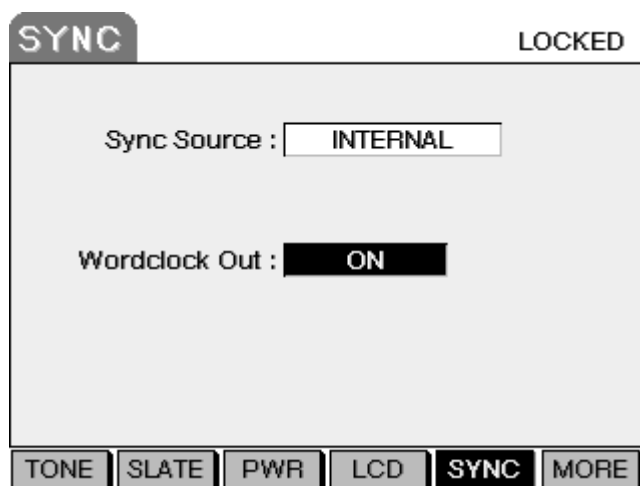 SYNC LOCKED
Sync Source : INTERNAL
Wordclock Out : ON
TONE SLATE PWR LCD SYNC MORE